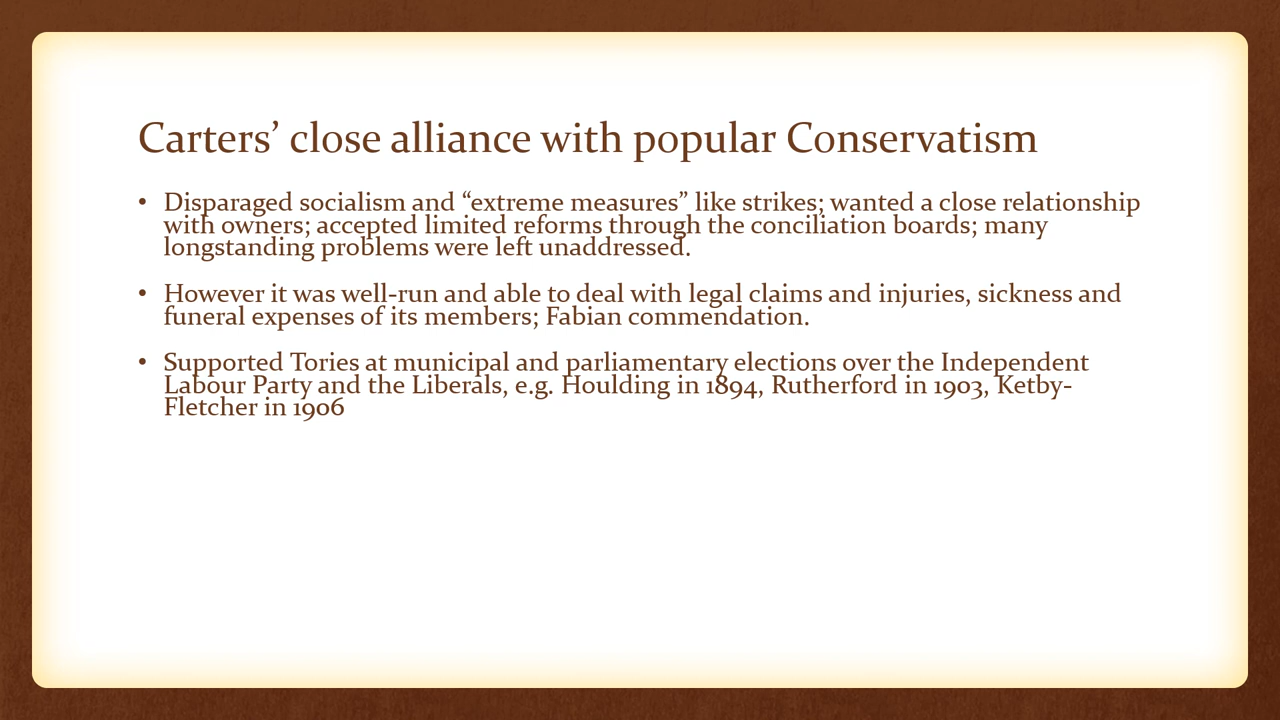 Carters’ close alliance with popular Conservatism
• Disparaged socialism and “extreme measures” like strikes; wanted a close relationship
with owners; accepted limited reforms through the conciliation boards; many
longstanding problems were left unaddressed.
• However it was well-run and able to deal with legal claims and injuries, sickness and
funeral expenses of its members; Fabian commendation.
• Supported Tories at municipal and parliamentary elections over the Independent
Labour Party and the Liberals, e.g. Houlding in 1894, Rutherford in 1903, Ketby-
Fletcher in 1906